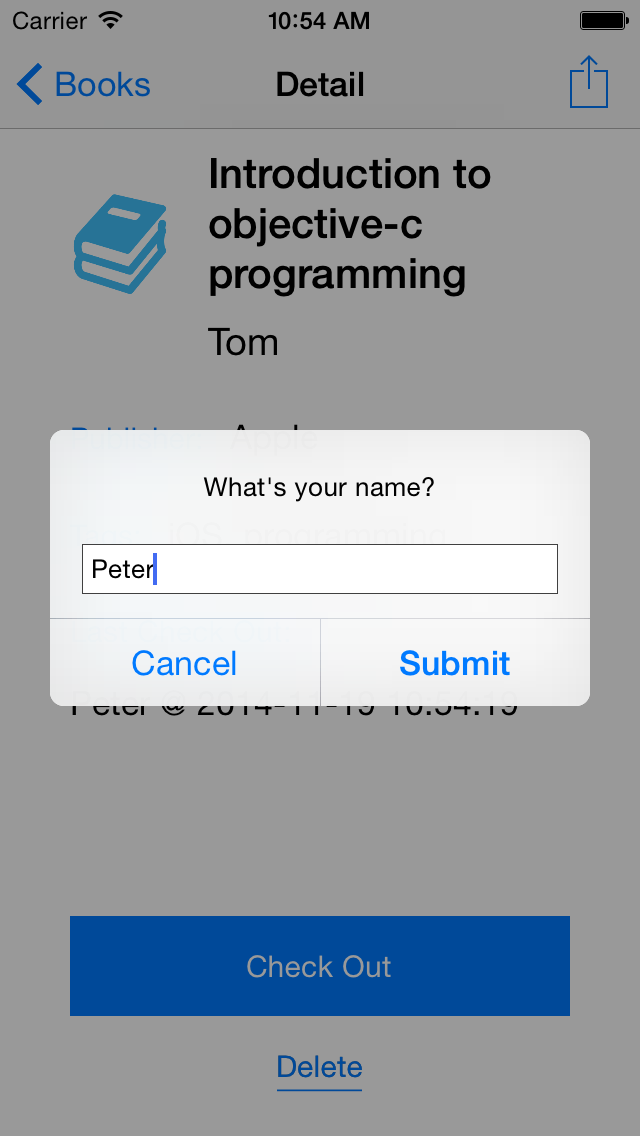 Carrier 10:54 AM
Books Detail
Introduction to
objective-c
programming
Tom
Publisher Apple
What's your name?
iOS programming
Peter
Cancel Submit
Peter @ 2014-11-19 10:54:19
Check Out
Delete